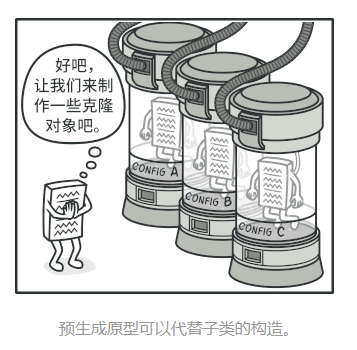 好吧，
让我们来制
作一些克隆
对象吧。
CONFIG A
CONFIG B
CONFIG C
预生成原型可以代替子类的构造。